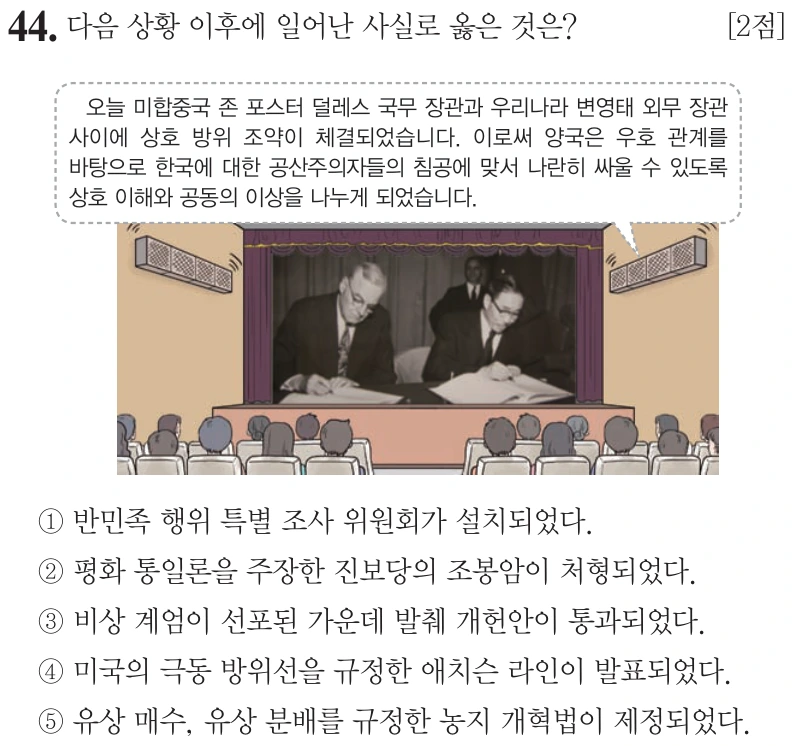 44. 다음 상황 이후에 일어난 사실로 옳은 것은? [2점]
오늘 미합중국 존 포스터 덜레스 국무 장관과 우리나라 변영태 외무 장관
사이에 상호 방위 조약이 체결되었습니다. 이로써 양국은 우호 관계를
바탕으로 한국에 대한 공산주의자들의 침공에 맞서 나란히 싸울 수 있도록
상호 이해와 공동의 이상을 나누게 되었습니다.
① 반민족 행위 특별 조사 위원회가 설치되었다.
② 평화 통일론을 주장한 진보당의 조봉암이 처형되었다.
③ 비상 계엄이 선포된 가운데 발췌 개헌안이 통과되었다.
④ 미국의 극동 방위선을 규정한 애치슨 라인이 발표되었다.
⑤ 유상 매수, 유상 분배를 규정한 농지 개혁법이 제정되었다.